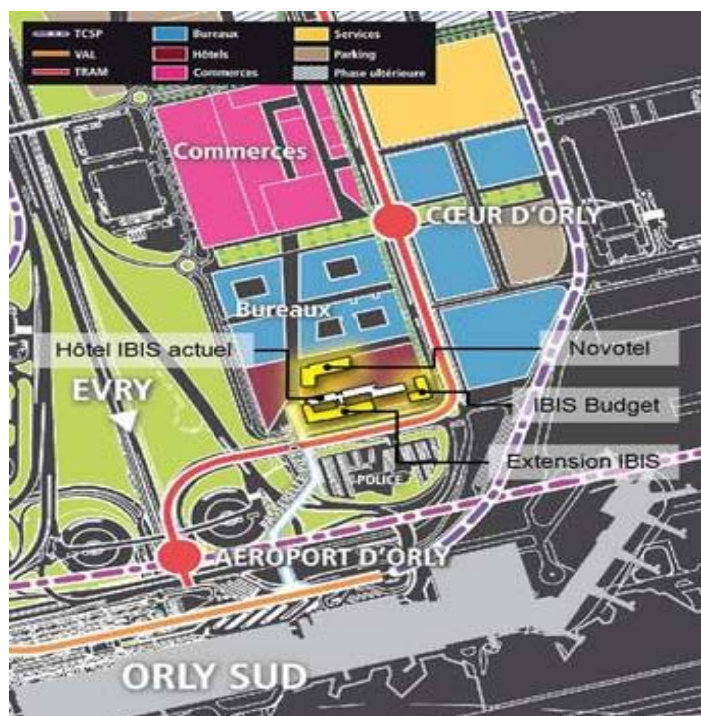 TCSP
Bureaux
Services
VAL
Hôtels
Parking
TRAM
Commerces
Phase ultérieure
Commerces
CŒUR D'ORLY
Bureaux
Hôtel IBIS actuel
Novotel
EVRY
IBIS Budget
Extension IBIS
POLICE
AÉROPORT D'ORLY
ORLY SUD